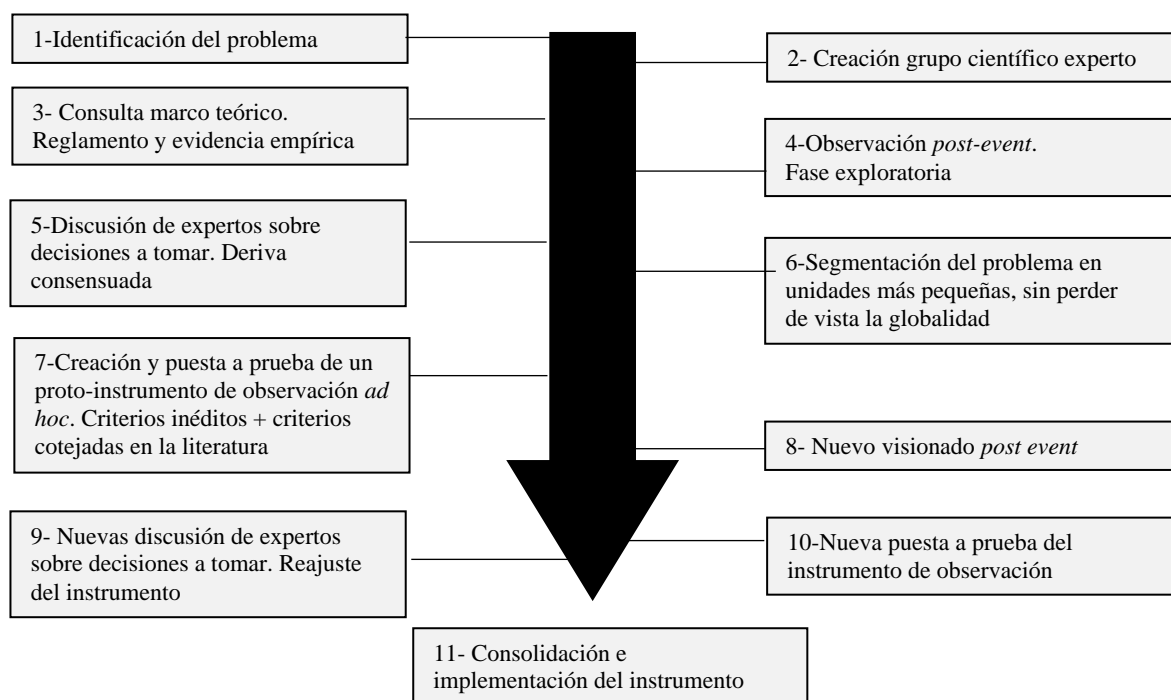 1-Identificación del problema
2- Creación grupo científico experto
3- Consulta marco teórico.
Reglamento y evidencia empírica
4-Observación post-event.
Fase exploratoria
5-Discusión de expertos sobre
decisiones a tomar. Deriva
consensuada
6-Segmentación del problema en
unidades más pequeñas, sin perder
de vista la globalidad
7-Creación y puesta a prueba de un
proto-instrumento de observación ad
hoc. Criterios inéditos + criterios
cotejadas en la literatura
8- Nuevo visionado post event
9- Nuevas discusión de expertos
sobre decisiones a tomar. Reajuste
del instrumento
10-Nueva puesta a prueba del
instrumento de observación
11- Consolidación e
implementación del instrumento